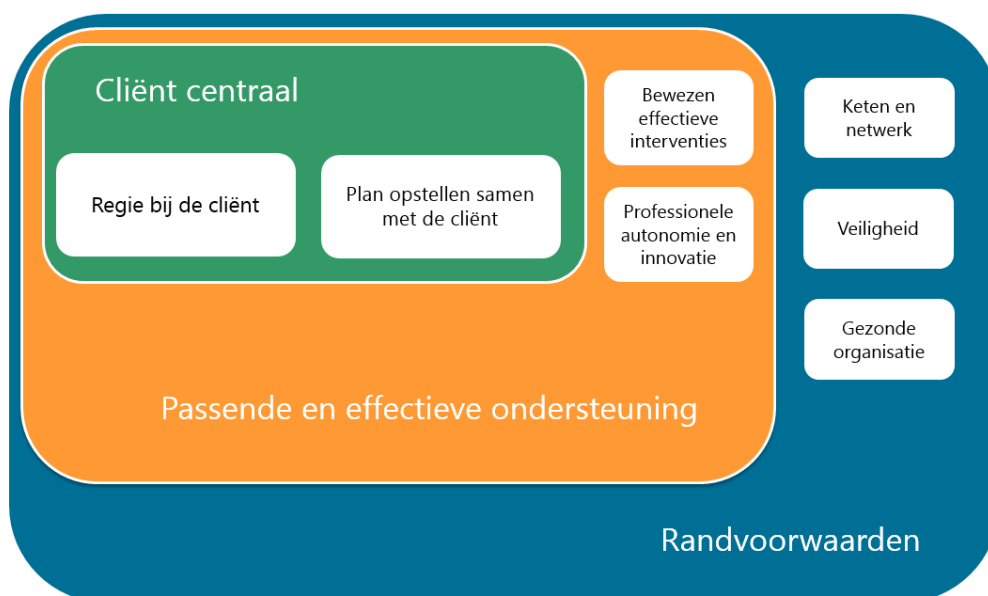 Cliënt centraal
Regie bij de cliënt
Plan opstellen samen
met de cliënt
Bewezen
effectieve
interventies
Professionele
autonomie en
innovatie
Passende en effectieve ondersteuning
Keten en
netwerk
Veiligheid
Gezonde
organisatie
Randvoorwaarden